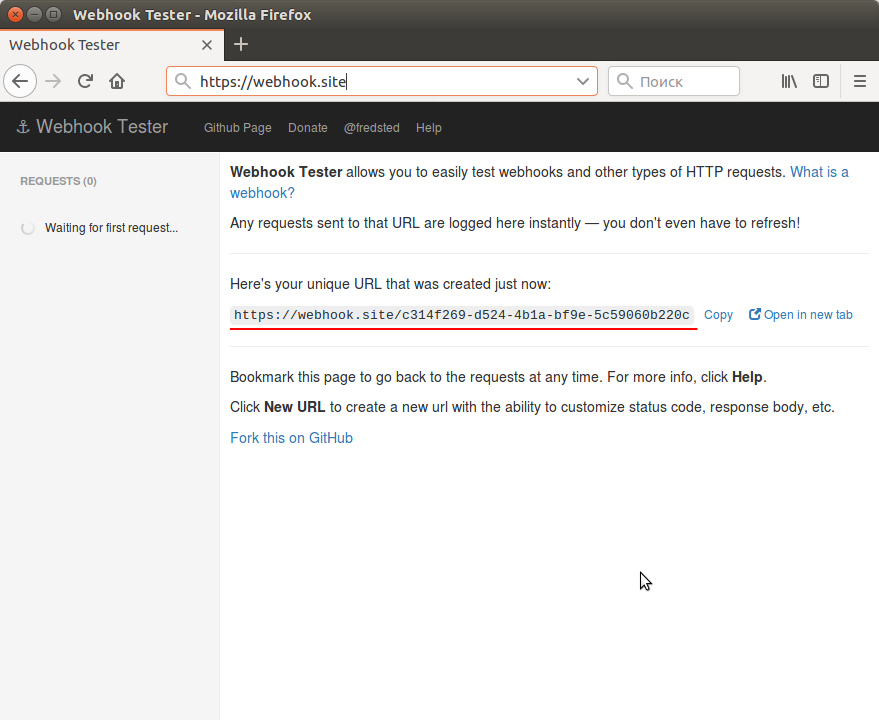 Webhook Tester - Mozilla Firefox
Webhook Tester
https://webhook.site
Поиск
Webhook Tester
Github Page
Donate
@fredsted
Help
REQUESTS (0)
Waiting for first request...
Webhook Tester allows you to easily test webhooks and other types of HTTP requests. What is a
webhook?
Any requests sent to that URL are logged here instantly — you don't even have to refresh!
Here's your unique URL that was created just now:
https://webhook.site/c314f269-d524-4b1a-bf9e-5c59060b220c Copy Open in new tab
Bookmark this page to go back to the requests at any time. For more info, click Help.
Click New URL to create a new url with the ability to customize status code, response body, etc.
Fork this on GitHub